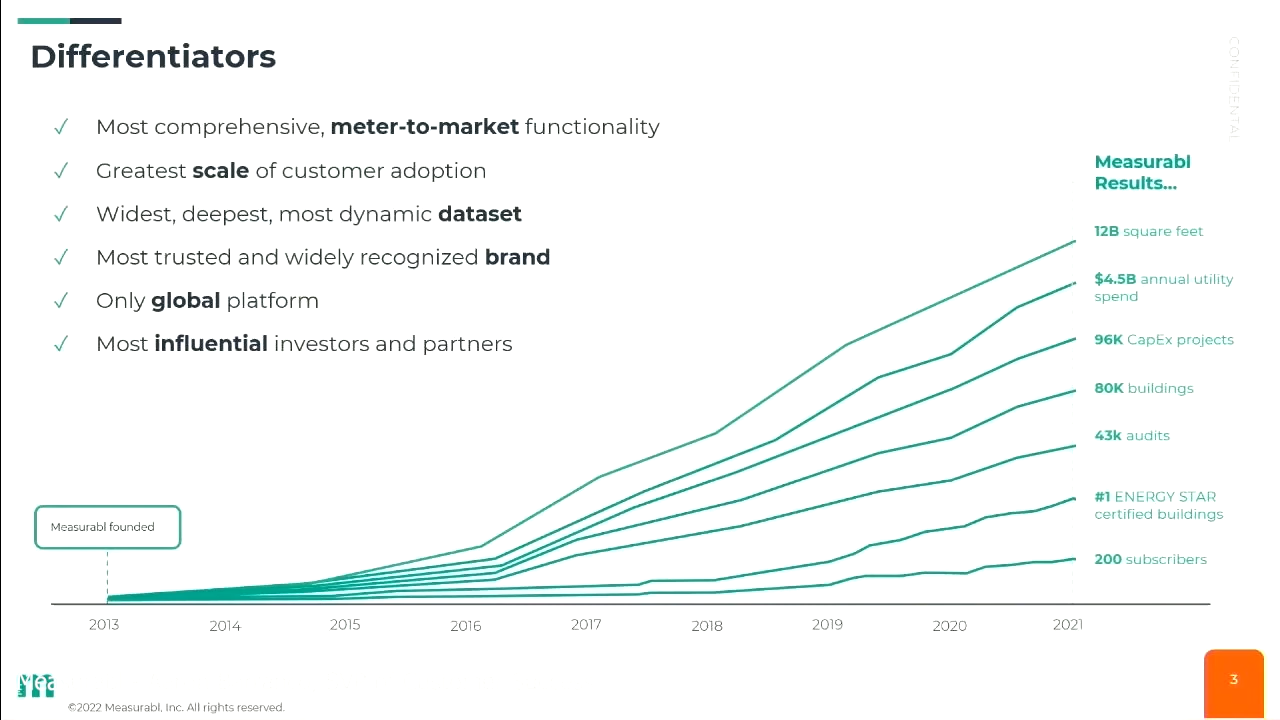 Differentiators
CONFIDENTAL
✓ Most comprehensive, meter-to-market functionality
✓ Greatest scale of customer adoption
✓ Widest, deepest, most dynamic dataset
✓ Most trusted and widely recognized brand
✓ Only global platform
✓ Most influential investors and partners
Measurabl
Results...
12B square feet
$4.5B annual utility
spend
96K CapEx projects
80K buildings
43k audits
#1 ENERGY STAR
certified buildings
200 subscribers
Measurabl founded
2013 2014 2015 2016 2017 2018 2019 2020 2021
©2022 Measurabl, Inc. All rights reserved.
3